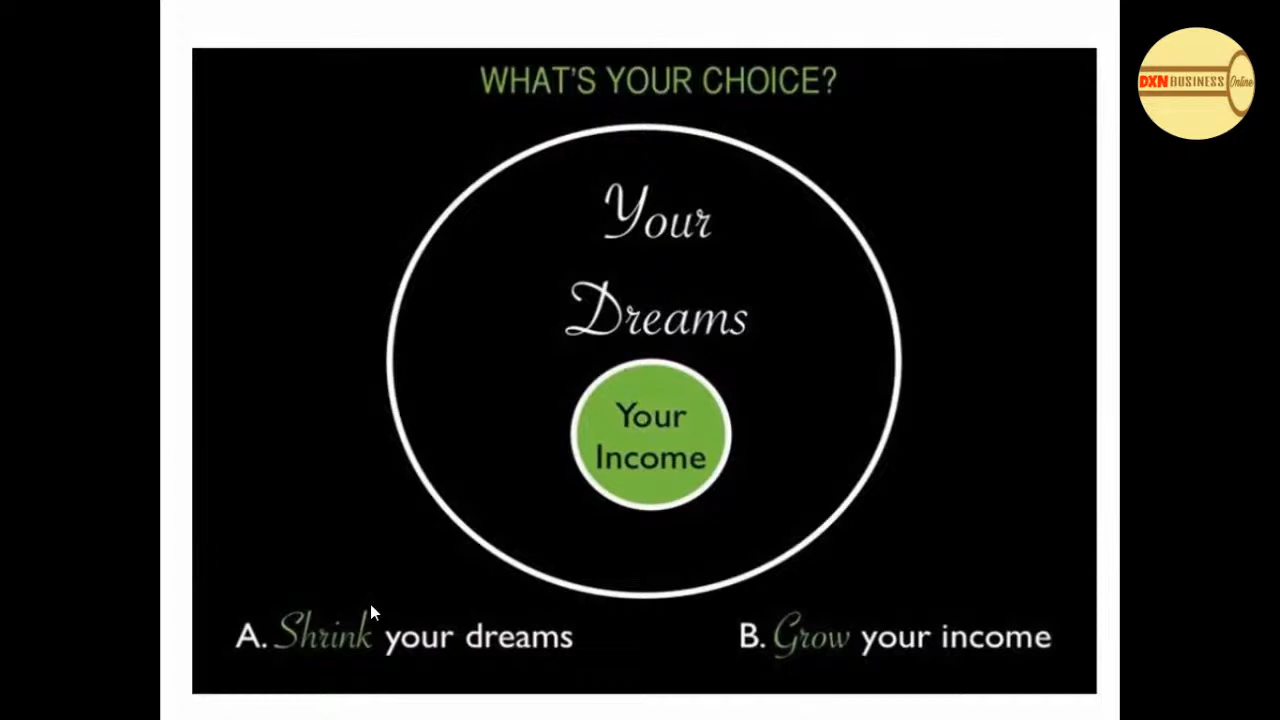 WHAT'S YOUR CHOICE?
DXN BUSINESS Online
Your
Dreams
Your
Income
A. Shrink your dreams
B. Grow your income